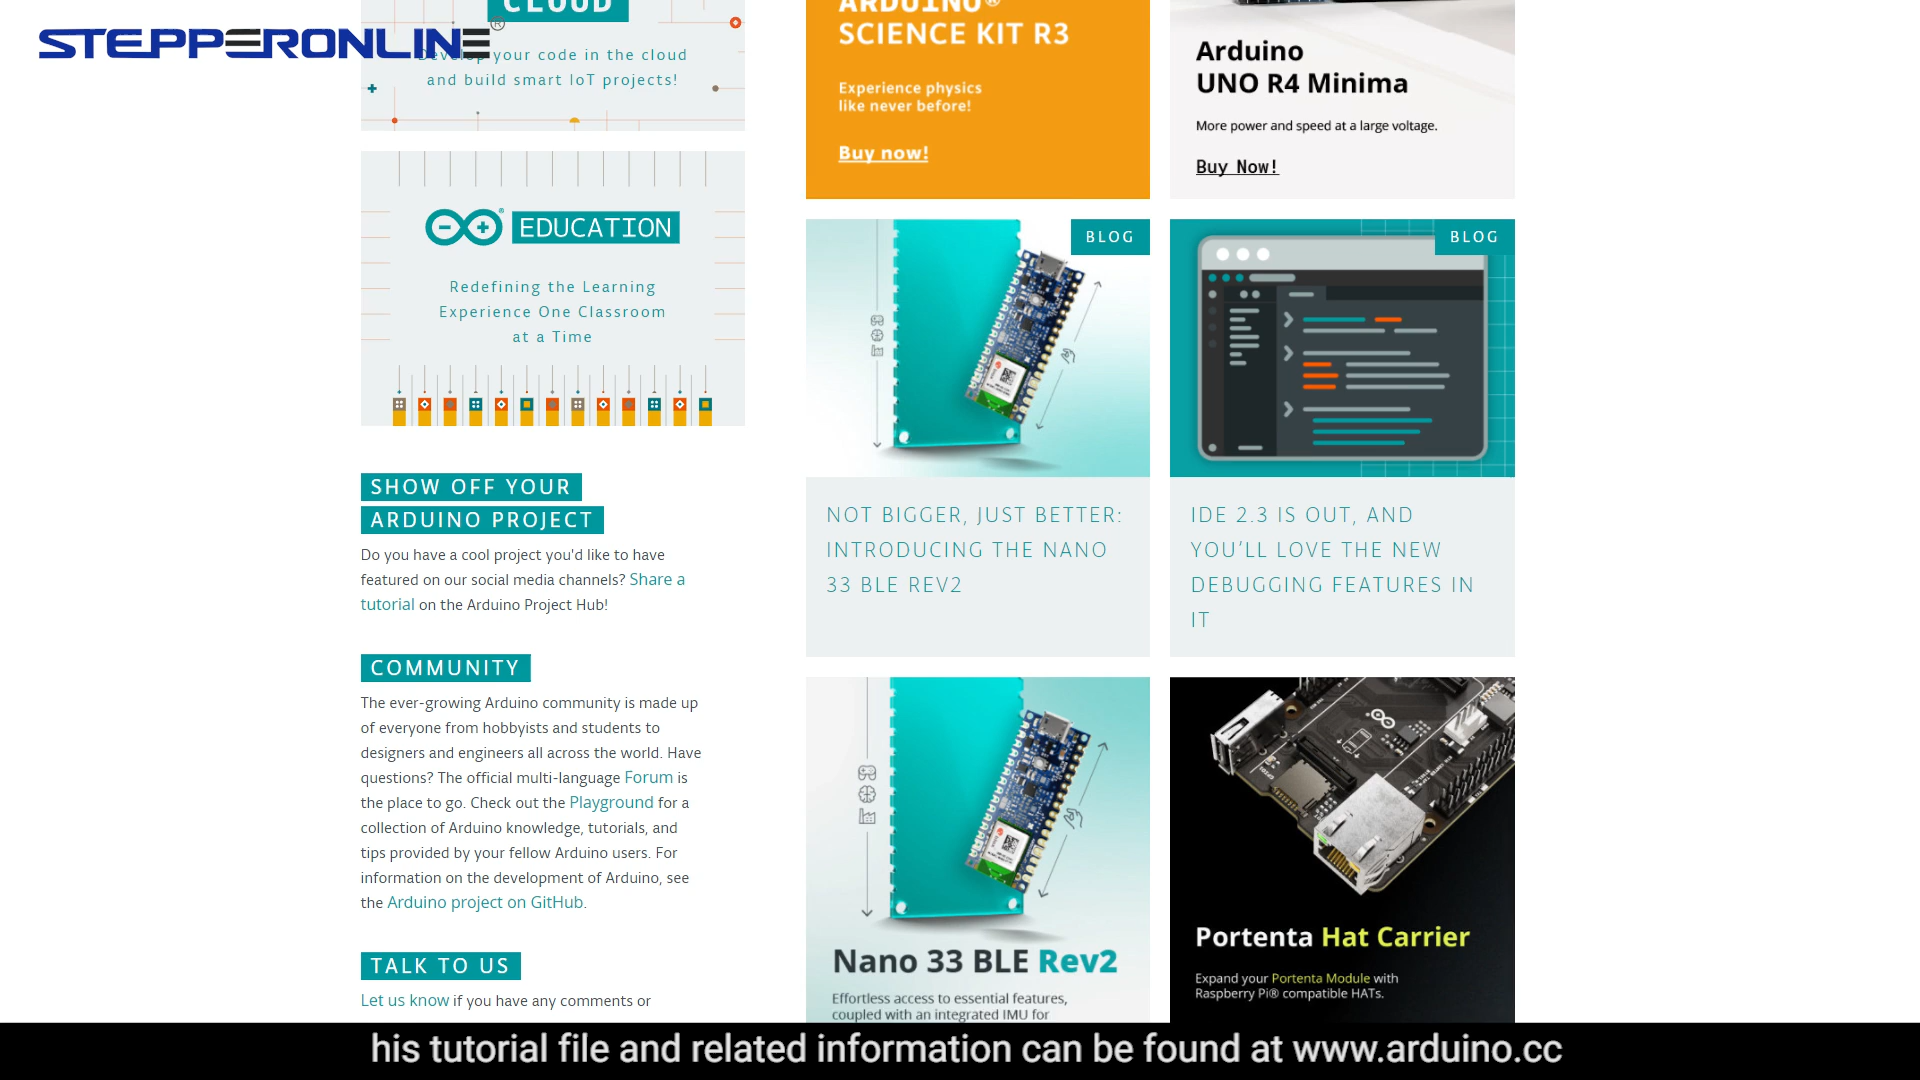 STEPPERONLINE®
CLOUD
Develop your code in the cloud
and build smart IoT projects!
EDUCATION
Redefining the Learning
Experience One Classroom
at a Time
SHOW OFF YOUR
ARDUINO PROJECT
Do you have a cool project you'd like to have
featured on our social media channels? Share a
tutorial on the Arduino Project Hub!
COMMUNITY
The ever-growing Arduino community is made up
of everyone from hobbyists and students to
designers and engineers all across the world. Have
questions? The official multi-language Forum is
the place to go. Check out the Playground for a
collection of Arduino knowledge, tutorials, and
tips provided by your fellow Arduino users. For
information on the development of Arduino, see
the Arduino project on GitHub.
TALK TO US
Let us know if you have any comments or
ARDUINO®
SCIENCE KIT R3
Experience physics
like never before!
Buy now!
Arduino
UNO R4 Minima
More power and speed at a large voltage.
Buy Now!
BLOG
NOT BIGGER, JUST BETTER:
INTRODUCING THE NANO
33 BLE REV2
BLOG
IDE 2.3 IS OUT, AND
YOU’LL LOVE THE NEW
DEBUGGING FEATURES IN
IT
Nano 33 BLE Rev2
Effortless access to essential features,
coupled with an integrated IMU for
Portenta Hat Carrier
Expand your Portenta Module with
Raspberry Pi® compatible HATs.
his tutorial file and related information can be found at www.arduino.cc